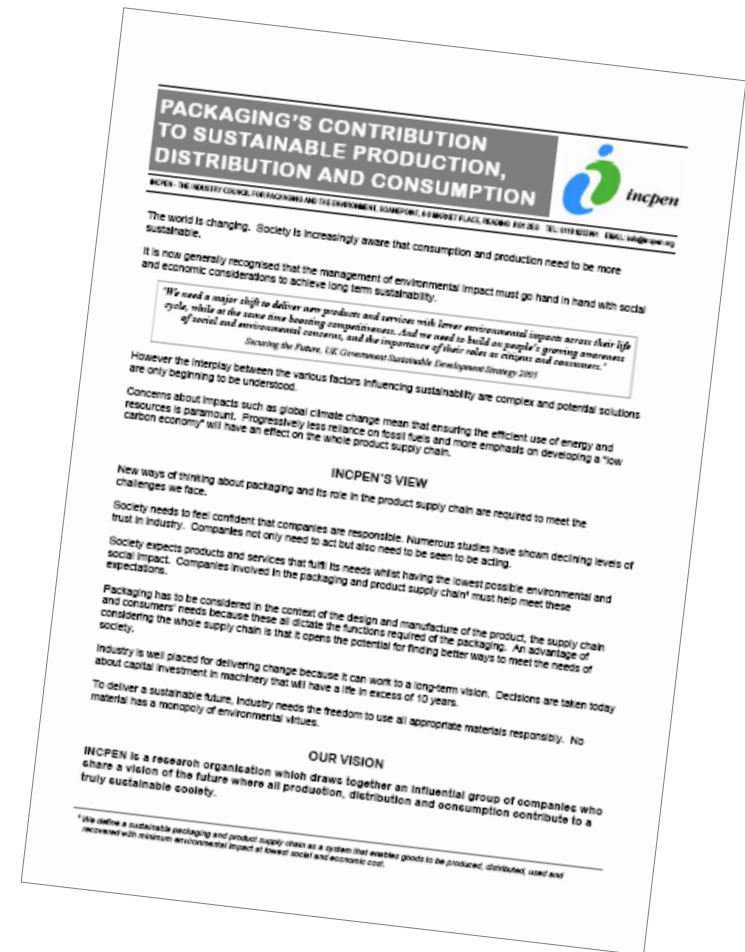 PACKAGING'S CONTRIBUTION
TO SUSTAINABLE PRODUCTION,
DISTRIBUTION AND CONSUMPTION
incpen
INCPEN - THE INDUSTRY COUNCIL FOR PACKAGING AND THE ENVIRONMENT, SOANEPOINT, 6-8 MARKET PLACE, READING RG1 2EG TEL: EMAIL: info@incpen.org
The world is changing. Society is increasingly aware that consumption and production need to be more
sustainable.
It is now generally recognised that the management of environmental impact must go hand in hand with social
and economic considerations to achieve long term sustainability.
'We need a major shift to deliver new products and services with lower environmental impacts across their life
cycle, while at the same time boosting competitiveness. And we need to build on people's growing awareness
of social and environmental concerns, and the importance of their roles as citizens and consumers.'
Securing the Future, UK Government Sustainable Development Strategy 2005
However the interplay between the various factors influencing sustainability are complex and potential solutions
are only beginning to be understood.
Concerns about impacts such as global climate change mean that ensuring the efficient use of energy and
resources is paramount. Progressively less reliance on fossil fuels and more emphasis on developing a "low
carbon economy" will have an effect on the whole product supply chain.
INCPEN'S VIEW
New ways of thinking about packaging and its role in the product supply chain are required to meet the
challenges we face.
Society needs to feel confident that companies are responsible. Numerous studies have shown declining levels of
trust in industry. Companies not only need to act but also need to be seen to be acting.
Society expects products and services that fulfil its needs whilst having the lowest possible environmental and
social impact. Companies involved in the packaging and product supply chain¹ must help meet these
expectations.
Packaging has to be considered in the context of the design and manufacture of the product, the supply chain
and consumers' needs because these all dictate the functions required of the packaging. An advantage of
considering the whole supply chain is that it opens the potential for finding better ways to meet the needs of
society.
Industry is well placed for delivering change because it can work to a long-term vision. Decisions are taken today
about capital investment in machinery that will have a life in excess of 10 years.
To deliver a sustainable future, industry needs the freedom to use all appropriate materials responsibly. No
material has a monopoly of environmental virtues.
OUR VISION
INCPEN is a research organisation which draws together an influential group of companies who
share a vision of the future where all production, distribution and consumption contribute to a
truly sustainable society.
¹ We define a sustainable packaging and product supply chain as a system that enables goods to be produced, distributed, used and
recovered with minimum environmental impact at lowest social and economic cost.